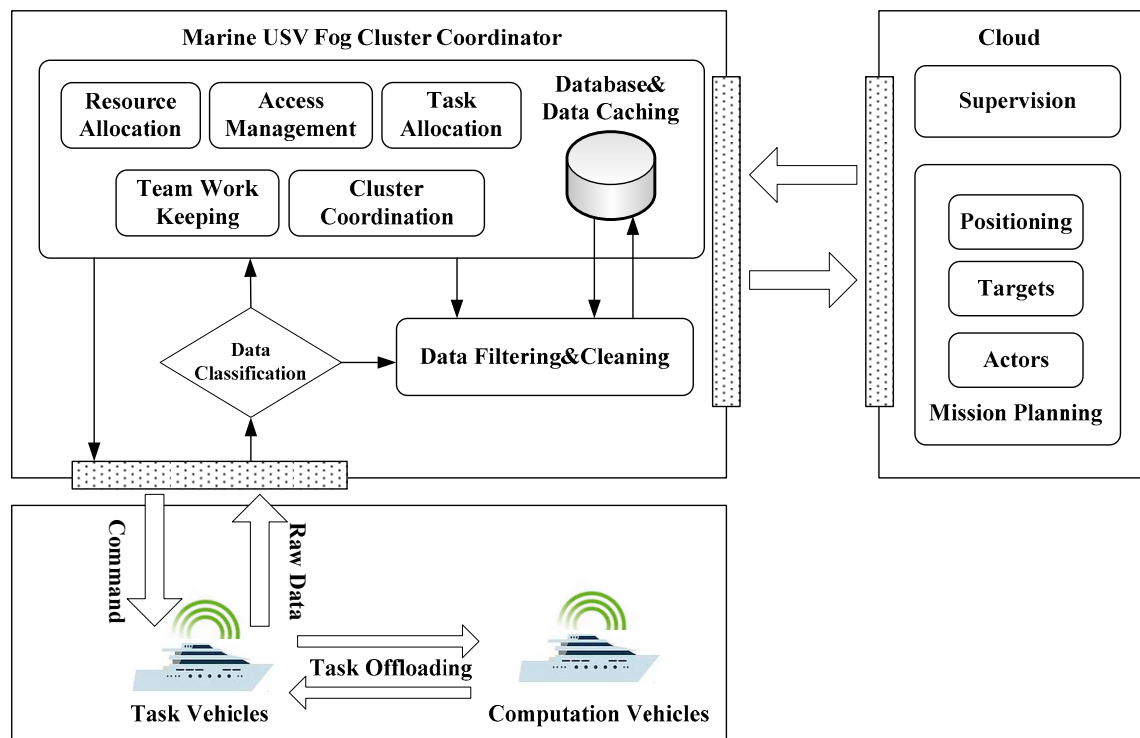 Marine USV Fog Cluster Coordinator
Resource
Allocation
Access
Management
Task
Allocation
Database&
Data Caching
Team Work
Keeping
Cluster
Coordination
Data
Classification
Data Filtering&Cleaning
Cloud
Supervision
Positioning
Targets
Actors
Mission Planning
Command
Raw Data
Task Offloading
Task Vehicles
Computation Vehicles